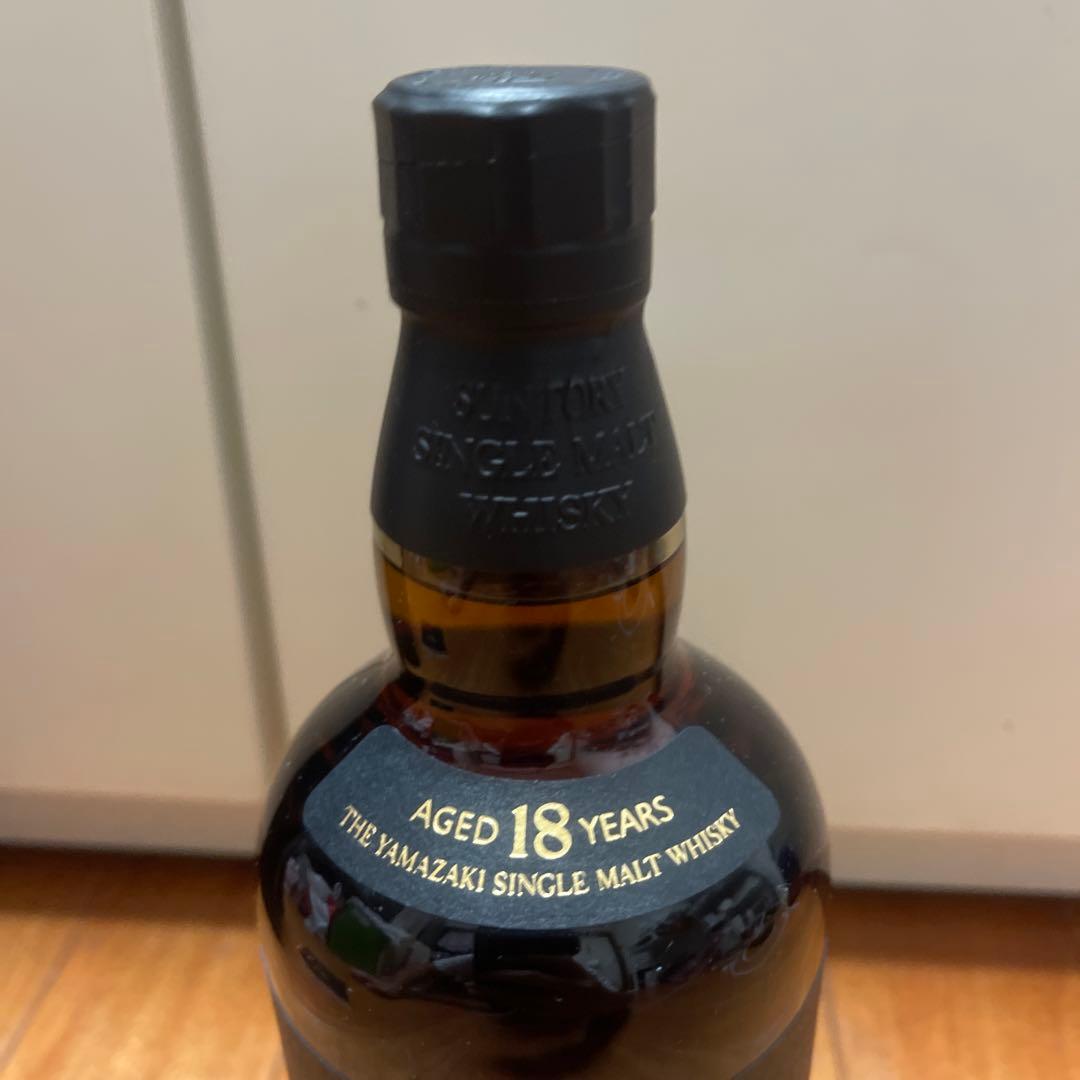 SUNTORY
SINGLE MALT
WHISKY
AGED 18 YEARS
THE YAMAZAKI SINGLE MALT WHISKY